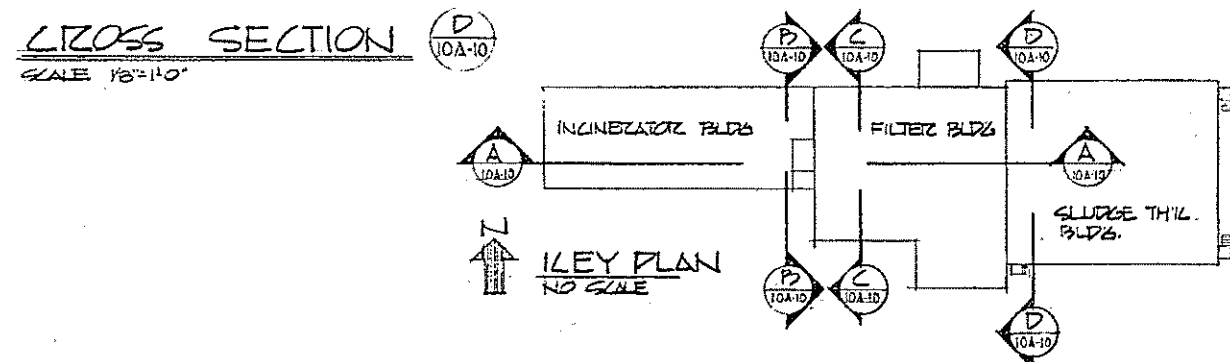 CROSS SECTION
D
10A-10
SCALE 1/8"=1'-0"
B
10A-10
C
10A-10
D
10A-10
INCINERATOR BLDG
FILTER BLDG
A
10A-10
A
10A-10
SLUDGE THK.
BLDG.
N
KEY PLAN
NO SCALE
B
10A-10
C
10A-10
D
10A-10